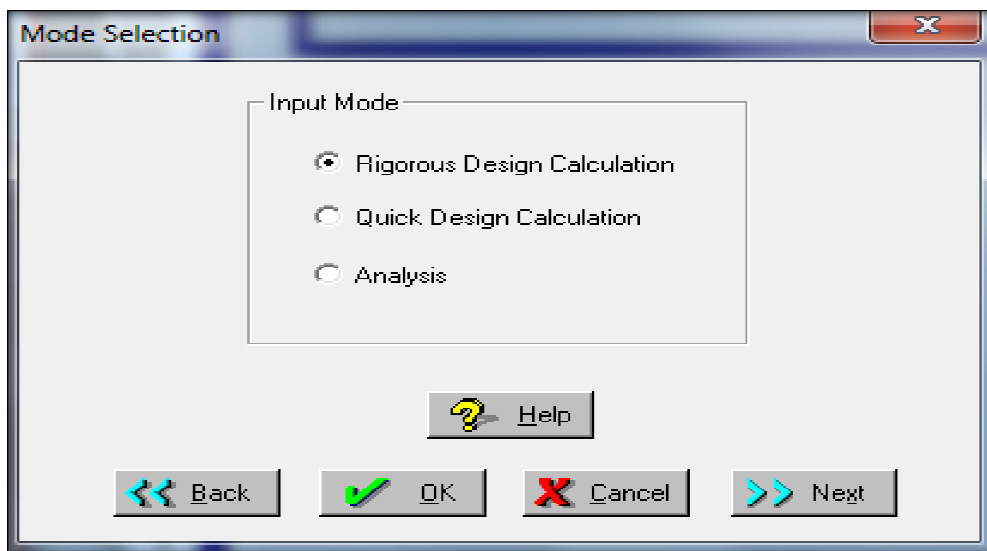 Mode Selection
Input Mode
Rigorous Design Calculation
Quick Design Calculation
Analysis
Help
Back OK Cancel Next